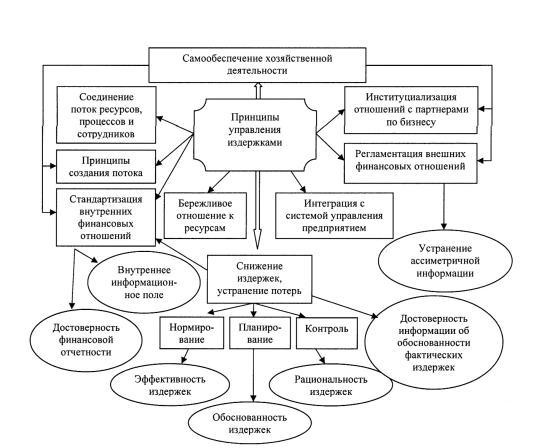 Самообеспечение хозяйственной
деятельности
Соединение
поток ресурсов,
процессов и
сотрудников
Принципы
управления
издержками
Институциализация
отношений с партнерами
по бизнесу
Принципы
создания потока
Регламентация внешних
финансовых отношений
Стандартизация
внутренних
финансовых
отношений
Бережливое
отношение к
ресурсам
Интеграция с
системой управления
предприятием
Устранение
ассиметричной
информации
Внутреннее
информацион-
ное поле
Снижение
издержек,
устранение потерь
Достоверность
финансовой
отчетности
Нормиро-
вание
Планиро-
вание
Контроль
Достоверность
информации об
обоснованности
фактических
издержек
Эффективность
издержек
Рациональность
издержек
Обоснованность
издержек